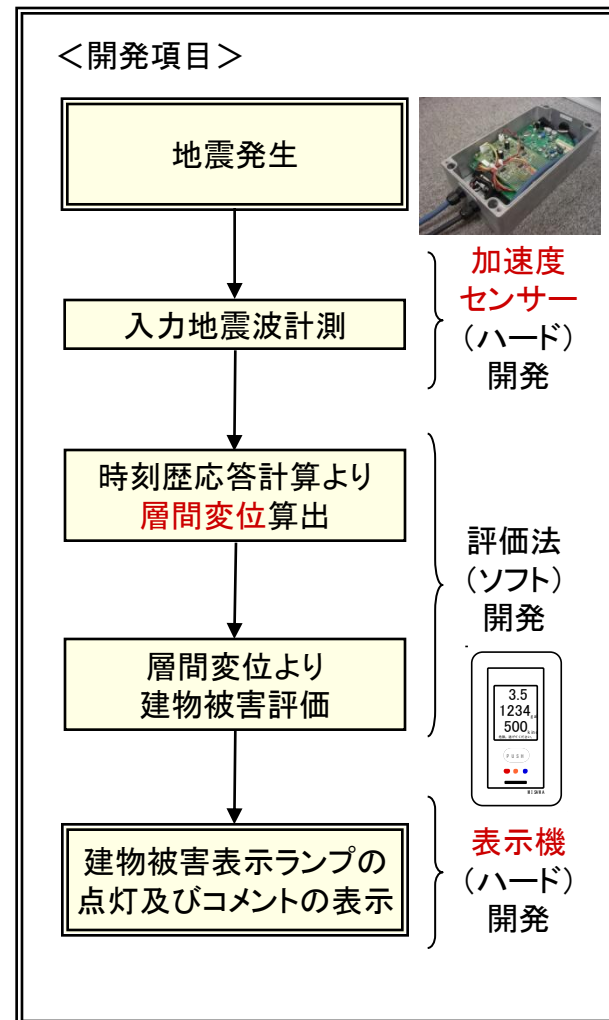 ＜開発項目＞
地震発生
加速度
センサー
（ハード）
開発
入力地震波計測
時刻歴応答計算より
層間変位算出
評価法
（ソフト）
開発
層間変位より
建物被害評価
3.5
1234
500
PUSH
建物被害表示ランプの
点灯及びコメントの表示
表示機
（ハード）
開発